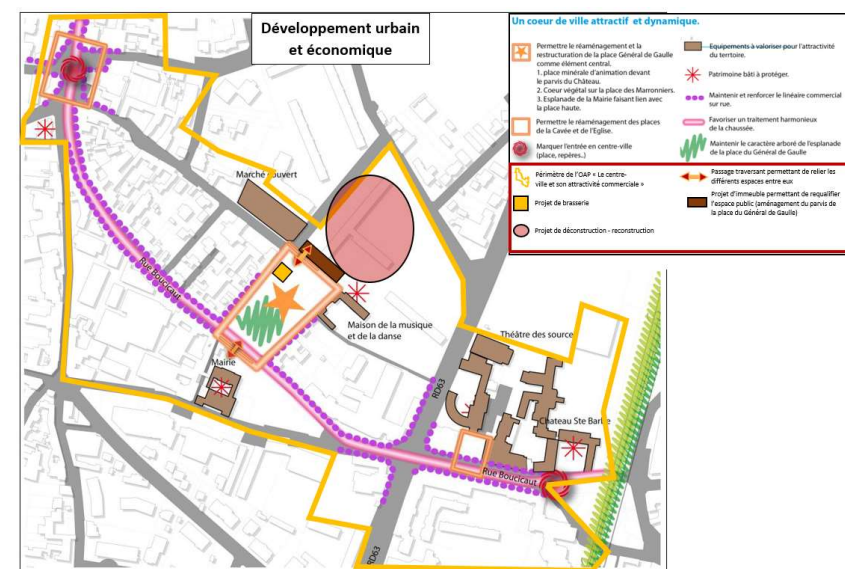 Développement urbain
et économique
Un coeur de ville attractif et dynamique.
Permettre le réaménagement et la
restructuration de la place Général de Gaulle
comme élément central.
1. place minérale d'animation devant
le parvis du Château.
2. Coeur végétal sur la place des Marronniers.
3. Esplanade de la Mairie faisant lien avec
la place haute.
Permettre le réaménagement des places
de la Cavée et de l'Eglise.
Marquer l'entrée en centre-ville
(place, repères..)
Equipements à valoriser pour l'attractivité
du terroire.
Patrimoine bâti à protéger.
Maintenir et renforcer le linéaire commercial
sur rue.
Favoriser un traitement harmonieux
de la chaussée.
Maintenir le caractère arboré de l'esplanade
de la place du Général de Gaulle
Périmètre de l'OAP « Le centre-
ville et son attractivité commerciale »
Projet de brasserie
Projet de déconstruction - reconstruction
Passage traversant permettant de relier les
différents espaces entre eux
Projet d'immeuble permettant de requalifier
l'espace public (aménagement du parvis de
la place du Général de Gaulle)
Marché couvert
Rue Boucicaut
Maison de la musique
et de la danse
Mairie
Théâtre des source
RD63
Chateau Ste Barbe
Rue Boucicaut
RD63